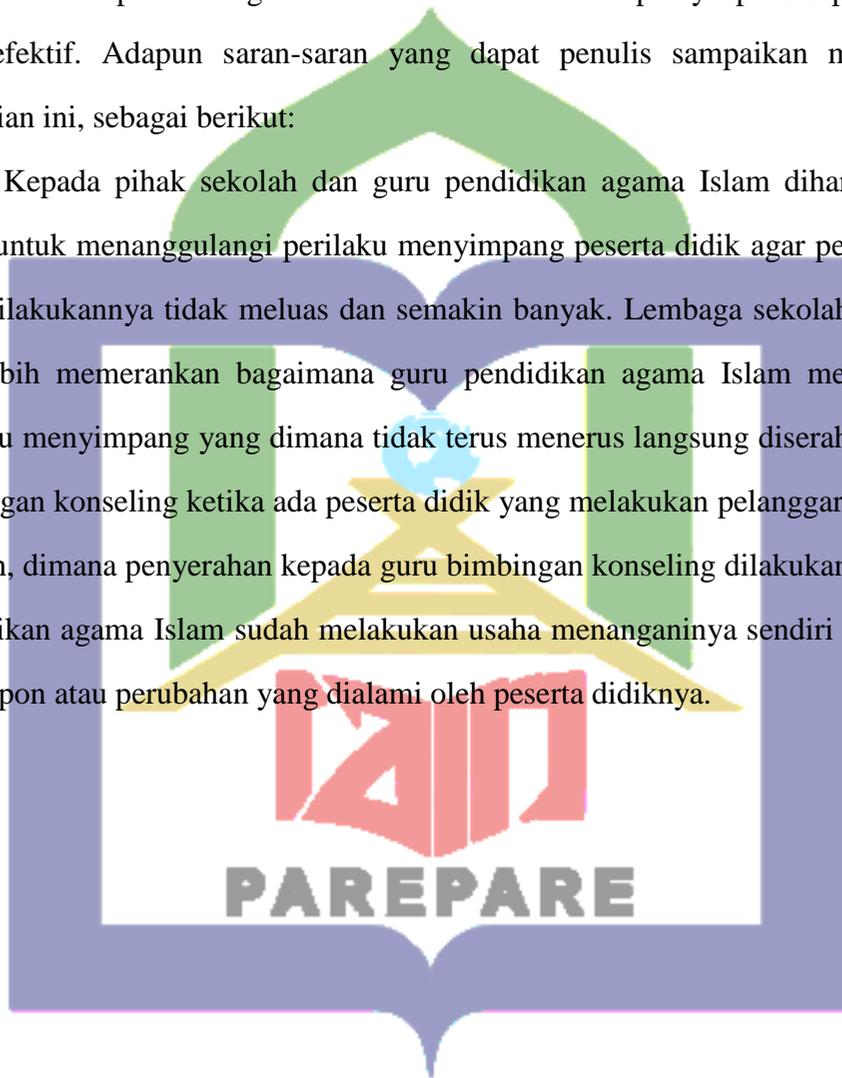 efektif. Adapun saran-saran yang dapat penulis sampaikan m
ian ini, sebagai berikut:
Kepada pihak sekolah dan guru pendidikan agama Islam dihar
untuk menanggulangi perilaku menyimpang peserta didik agar pe
ilakukannya tidak meluas dan semakin banyak. Lembaga sekolah
bih memerankan bagaimana guru pendidikan agama Islam me
u menyimpang yang dimana tidak terus menerus langsung diserah
gan konseling ketika ada peserta didik yang melakukan pelanggar
n, dimana penyerahan kepada guru bimbingan konseling dilakukan
ikan agama Islam sudah melakukan usaha menanganinya sendiri
pon atau perubahan yang dialami oleh peserta didiknya.
iain
PAREPARE